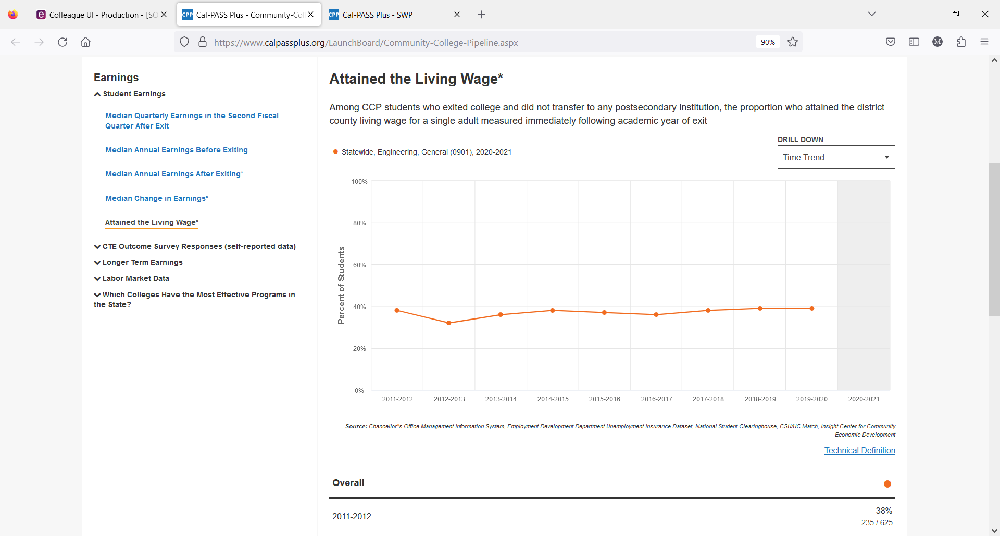 Colleague UI - Production - [SQ
CPP Cal-PASS Plus - Community-Col
CPP Cal-PASS Plus - SWP
https://www.calpassplus.org/LaunchBoard/Community-College-Pipeline.aspx
90%
M
Earnings
Student Earnings
Median Quarterly Earnings in the Second Fiscal
Quarter After Exit
Median Annual Earnings Before Exiting
Median Annual Earnings After Exiting*
Median Change in Earnings*
Attained the Living Wage*
CTE Outcome Survey Responses (self-reported data)
Longer Term Earnings
Labor Market Data
Which Colleges Have the Most Effective Programs in
the State?
Attained the Living Wage*
Among CCP students who exited college and did not transfer to any postsecondary institution, the proportion who attained the district
county living wage for a single adult measured immediately following academic year of exit
DRILL DOWN
Statewide, Engineering, General (0901), 2020-2021
Time Trend
Percent of Students
100%
80%
60%
40%
20%
0%
2011-2012
2012-2013
2013-2014
2014-2015
2015-2016
2016-2017
2017-2018
2018-2019
2019-2020
2020-2021
Source: Chancellor"s Office Management Information System, Employment Development Department Unemployment Insurance Dataset, National Student Clearinghouse, CSU/UC Match, Insight Center for Community
Economic Development
Technical Definition
Overall
2011-2012
38%
235 / 625